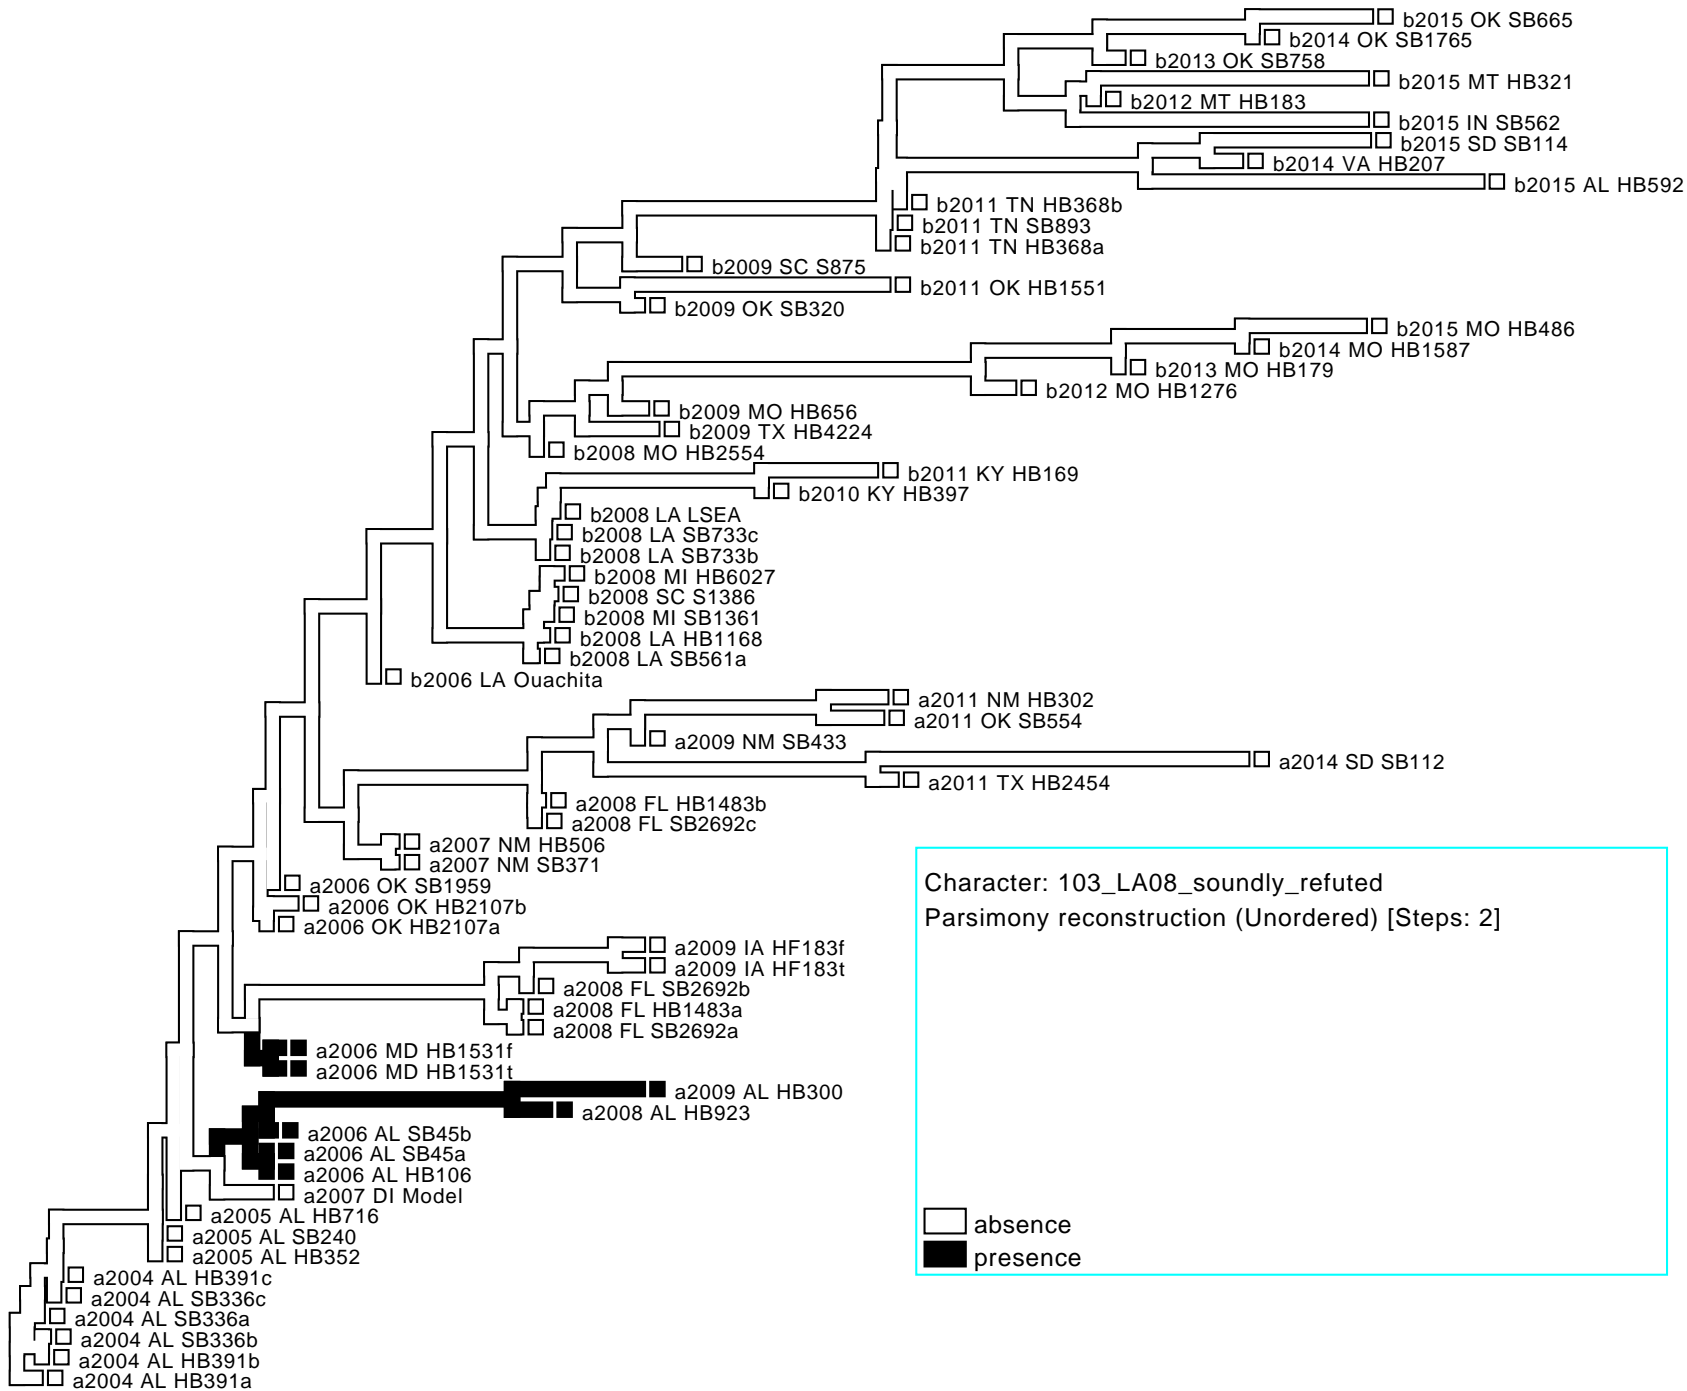 b2015 OK SB665
b2014 OK SB1765
b2013 OK SB758
b2015 MT HB321
b2012 MT HB183
b2015 IN SB562
b2015 SD SB114
b2014 VA HB207
b2015 AL HB592
b2011 TN HB368b
b2011 TN SB893
b2011 TN HB368a
b2009 SC S875
b2011 OK HB1551
b2009 OK SB320
b2015 MO HB486
b2014 MO HB1587
b2013 MO HB179
b2012 MO HB1276
b2009 MO HB656
b2009 TX HB4224
b2008 MO HB2554
b2011 KY HB169
b2010 KY HB397
b2008 LA LSEA
b2008 LA SB733c
b2008 LA SB733b
b2008 MI HB6027
b2008 SC S1386
b2008 MI SB1361
b2008 LA HB1168
b2008 LA SB561a
b2006 LA Ouachita
a2011 NM HB302
a2011 OK SB554
a2009 NM SB433
a2014 SD SB112
a2011 TX HB2454
a2008 FL HB1483b
a2008 FL SB2692c
a2007 NM HB506
a2007 NM SB371
a2006 OK SB1959
a2006 OK HB2107b
a2006 OK HB2107a
a2009 IA HF183f
a2009 IA HF183t
a2008 FL SB2692b
a2008 FL HB1483a
a2008 FL SB2692a
a2006 MD HB1531f
a2006 MD HB1531t
a2009 AL HB300
a2008 AL HB923
a2006 AL SB45b
a2006 AL SB45a
a2006 AL HB106
a2007 DI Model
a2005 AL HB716
a2005 AL SB240
a2005 AL HB352
a2004 AL HB391c
a2004 AL SB336c
a2004 AL SB336a
a2004 AL SB336b
a2004 AL HB391b
a2004 AL HB391a
Character: 103_LA08_soundly_refuted
Parsimony reconstruction (Unordered) [Steps: 2]
absence
presence